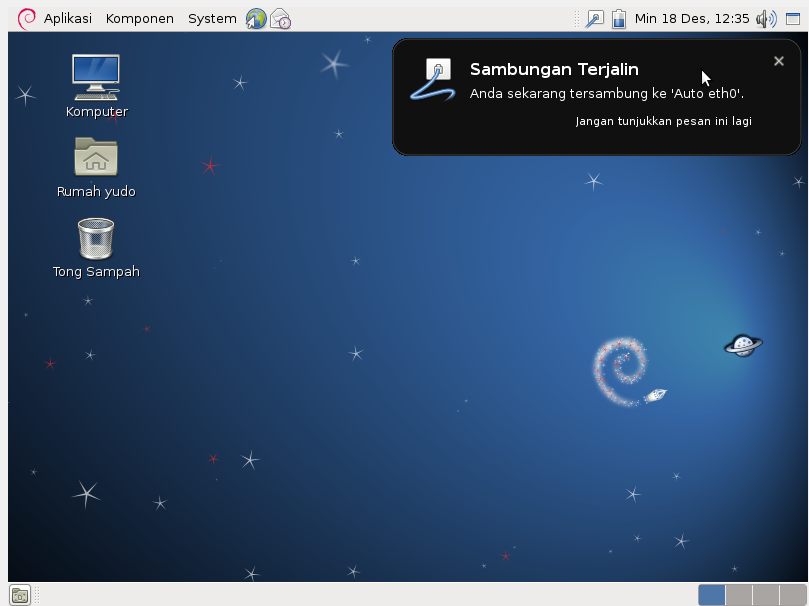 Aplikasi Komponen System Min 18 Des, 12:35
Sambungan Terjalin
Anda sekarang tersambung ke 'Auto eth0'.
Jangan tunjukkan pesan ini lagi
Komputer
Rumah yudo
Tong Sampah